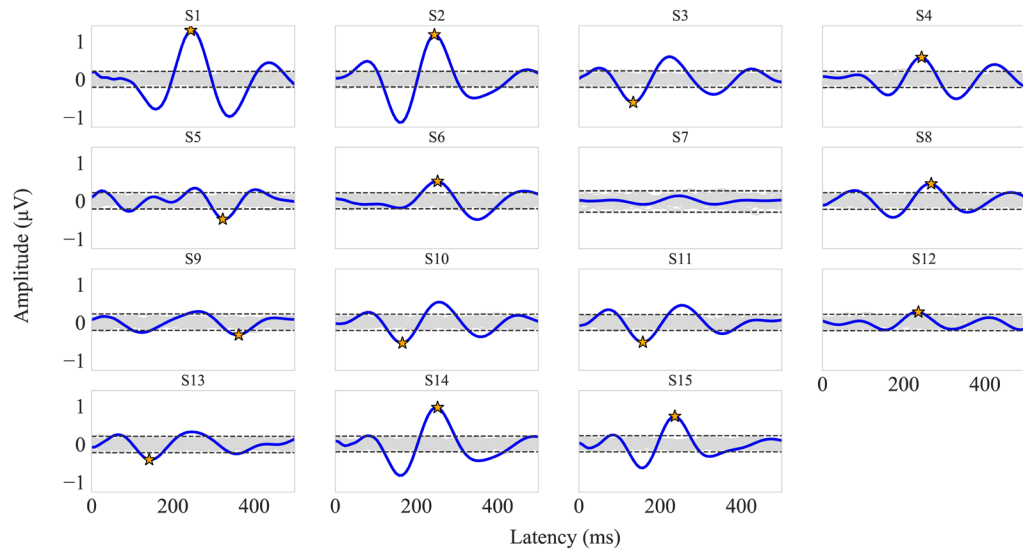 S1 S2 S3 S4
1
0
−1
S5 S6 S7 S8
1
0
−1
Amplitude (μV)
S9 S10 S11 S12
1
0
−1
0 200 400
S13 S14 S15
1
0
−1
0 200 400 0 200 400 0 200 400
Latency (ms)